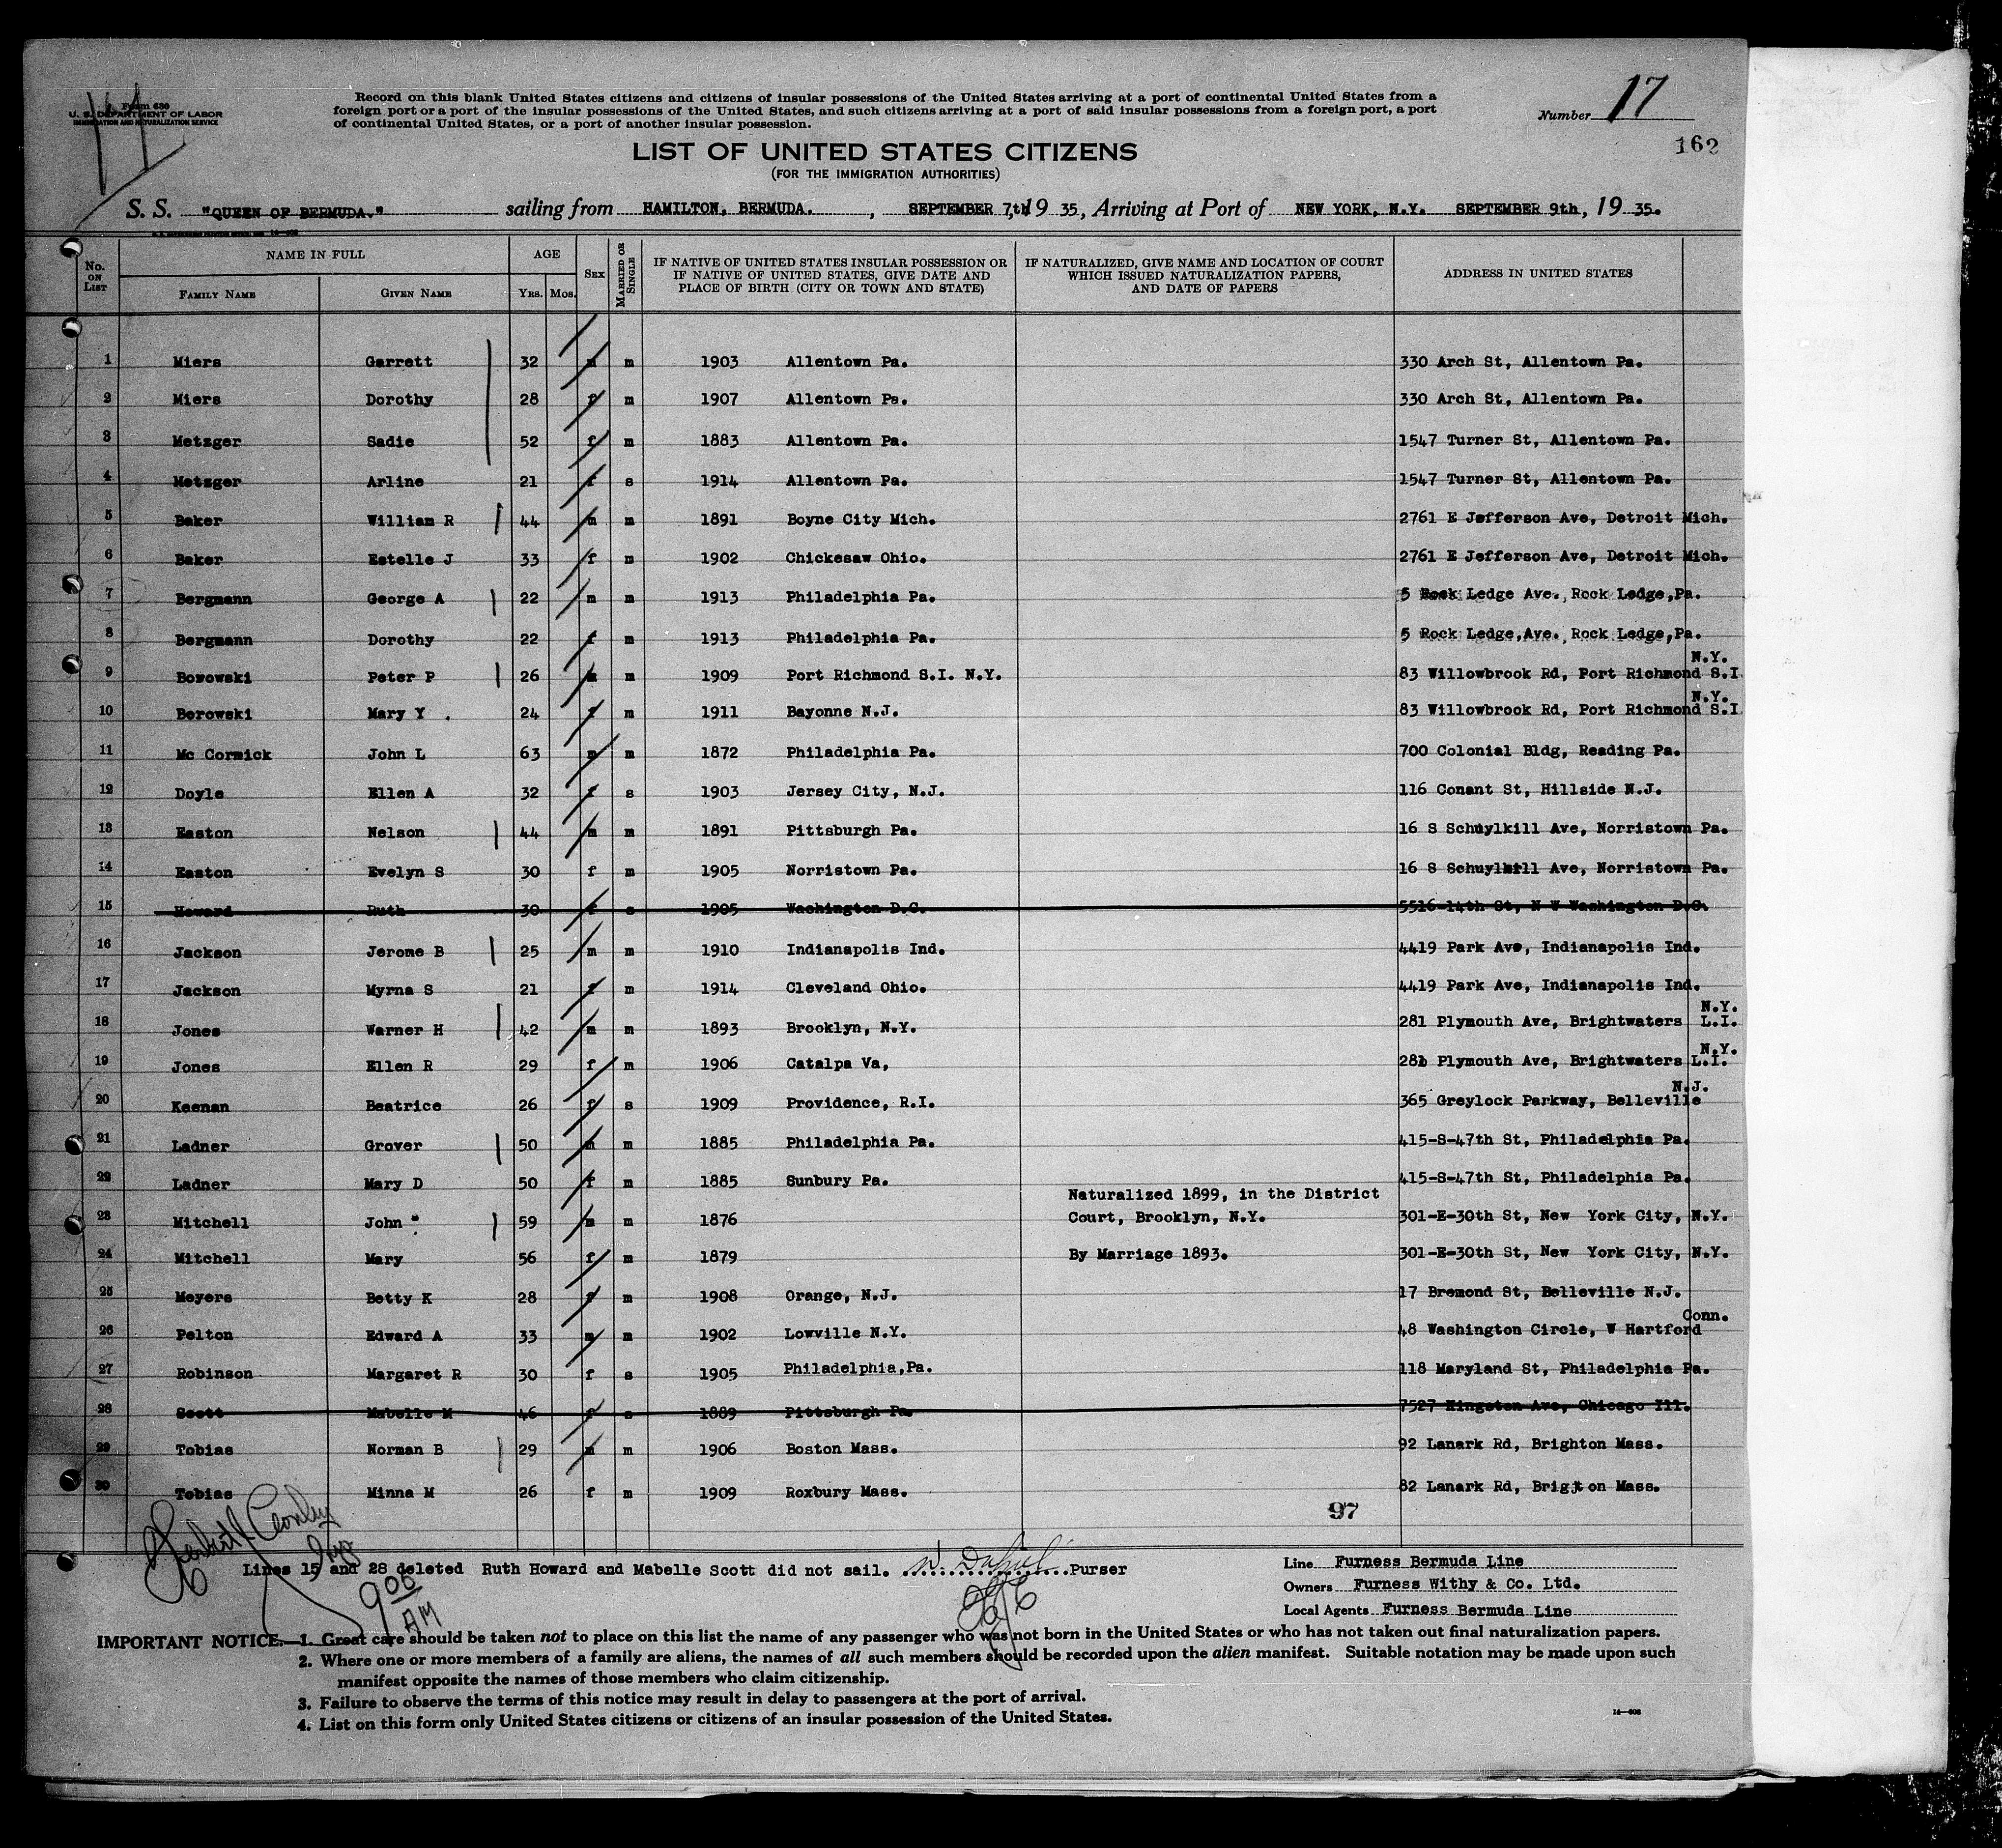 Form 630
U. S. DEPARTMENT OF LABOR
IMMIGRATION AND NATURALIZATION SERVICE
Record on this blank United States citizens and citizens of insular possessions of the United States arriving at a port of continental United States from a
foreign port or a port of the insular possessions of the United States, and such citizens arriving at a port of said insular possessions from a foreign port, a port
of continental United States, or a port of another insular possession.
Number 17
162
LIST OF UNITED STATES CITIZENS
(FOR THE IMMIGRATION AUTHORITIES)
S. S. "QUEEN OF BERMUDA." sailing from HAMILTON, BERMUDA. , SEPTEMBER 7th, 19 35, Arriving at Port of NEW YORK, N.Y. SEPTEMBER 9th, 19 35.
No. ON LIST NAME IN FULL FAMILY NAME GIVEN NAME AGE YRS. MOS. SEX MARRIED OR SINGLE IF NATIVE OF UNITED STATES INSULAR POSSESSION OR IF NATIVE OF UNITED STATES, GIVE DATE AND PLACE OF BIRTH (CITY OR TOWN AND STATE) IF NATURALIZED, GIVE NAME AND LOCATION OF COURT WHICH ISSUED NATURALIZATION PAPERS, AND DATE OF PAPERS ADDRESS IN UNITED STATES
1 Miers Garrett 32 m m 1903 Allentown Pa. 330 Arch St, Allentown Pa.
2 Miers Dorothy 28 f m 1907 Allentown Pa. 330 Arch St, Allentown Pa.
3 Metzger Sadie 52 f m 1883 Allentown Pa. 1547 Turner St, Allentown Pa.
4 Metzger Arline 21 f s 1914 Allentown Pa. 1547 Turner St, Allentown Pa.
5 Baker William R 44 m m 1891 Boyne City Mich. 2761 E Jefferson Ave, Detroit Mich.
6 Baker Estelle J 33 f m 1902 Chickesaw Ohio. 2761 E Jefferson Ave, Detroit Mich.
7 Bergmann George A 22 m m 1913 Philadelphia Pa. 5 Rock Ledge Ave., Rock Ledge,Pa.
8 Bergmann Dorothy 22 f m 1913 Philadelphia Pa. 5 Rock Ledge,Ave., Rock Ledge,Pa.
9 Borowski Peter P 26 m m 1909 Port Richmond S.I. N.Y. 83 Willowbrook Rd, Port Richmond S.I. N.Y.
10 Borowski Mary Y . 24 f m 1911 Bayonne N.J. 83 Willowbrook Rd, Port Richmond S.I. N.Y.
11 Mc Cormick John L 63 m m 1872 Philadelphia Pa. 700 Colonial Bldg, Reading Pa.
12 Doyle Ellen A 32 f s 1903 Jersey City, N.J. 116 Conant St, Hillside N.J.
13 Easton Nelson 44 m m 1891 Pittsburgh Pa. 16 S Schuylkill Ave, Norristown Pa.
14 Easton Evelyn S 30 f m 1905 Norristown Pa. 16 S Schuylkill Ave, Norristown Pa.
15 Howard Ruth 30 f s 1905 Washington D.C. 5516-14th St, N W Washington D.C.
16 Jackson Jerome B 25 m m 1910 Indianapolis Ind. 4419 Park Ave, Indianapolis Ind.
17 Jackson Myrna S 21 f m 1914 Cleveland Ohio. 4419 Park Ave, Indianapolis Ind.
18 Jones Warner H 42 m m 1893 Brooklyn, N.Y. 281 Plymouth Ave, Brightwaters L.I. N.Y.
19 Jones Ellen R 29 f m 1906 Catalpa Va, 281 Plymouth Ave, Brightwaters L.I. N.Y.
20 Keenan Beatrice 26 f s 1909 Providence, R.I. 365 Greylock Parkway, Belleville N.J.
21 Ladner Grover 50 m m 1885 Philadelphia Pa. 415-S-47th St, Philadelphia Pa.
22 Ladner Mary D 50 f m 1885 Sunbury Pa. 415-S-47th St, Philadelphia Pa.
23 Mitchell John 59 m m 1876 Naturalized 1899, in the District Court, Brooklyn, N.Y. 301-E-30th St, New York City, N.Y.
24 Mitchell Mary 56 f m 1879 By Marriage 1893. 301-E-30th St, New York City, N.Y.
25 Meyers Betty K 28 f m 1908 Orange, N.J. 17 Bremond St, Belleville N.J.
26 Pelton Edward A 33 m m 1902 Lowville N.Y. 48 Washington Circle, W Hartford Conn.
27 Robinson Margaret R 30 f s 1905 Philadelphia,Pa. 118 Maryland St, Philadelphia Pa.
28 Scott Mabelle M 46 f s 1889 Pittsburgh Pa. 7527 Kingston Ave, Chicago Ill.
29 Tobias Norman B 29 m m 1906 Boston Mass. 92 Lanark Rd, Brighton Mass.
30 Tobias Minna M 26 f m 1909 Roxbury Mass. 82 Lanark Rd, Brigjton Mass.
97
Lines 15 and 28 deleted Ruth Howard and Mabelle Scott did not sail. Purser
9 05 AM
Line Furness Bermuda Line
Owners Furness Withy & Co. Ltd.
Local Agents Furness Bermuda Line
IMPORTANT NOTICE.—1. Great care should be taken not to place on this list the name of any passenger who was not born in the United States or who has not taken out final naturalization papers.
2. Where one or more members of a family are aliens, the names of all such members should be recorded upon the alien manifest. Suitable notation may be made upon such
manifest opposite the names of those members who claim citizenship.
3. Failure to observe the terms of this notice may result in delay to passengers at the port of arrival.
4. List on this form only United States citizens or citizens of an insular possession of the United States.
14—608